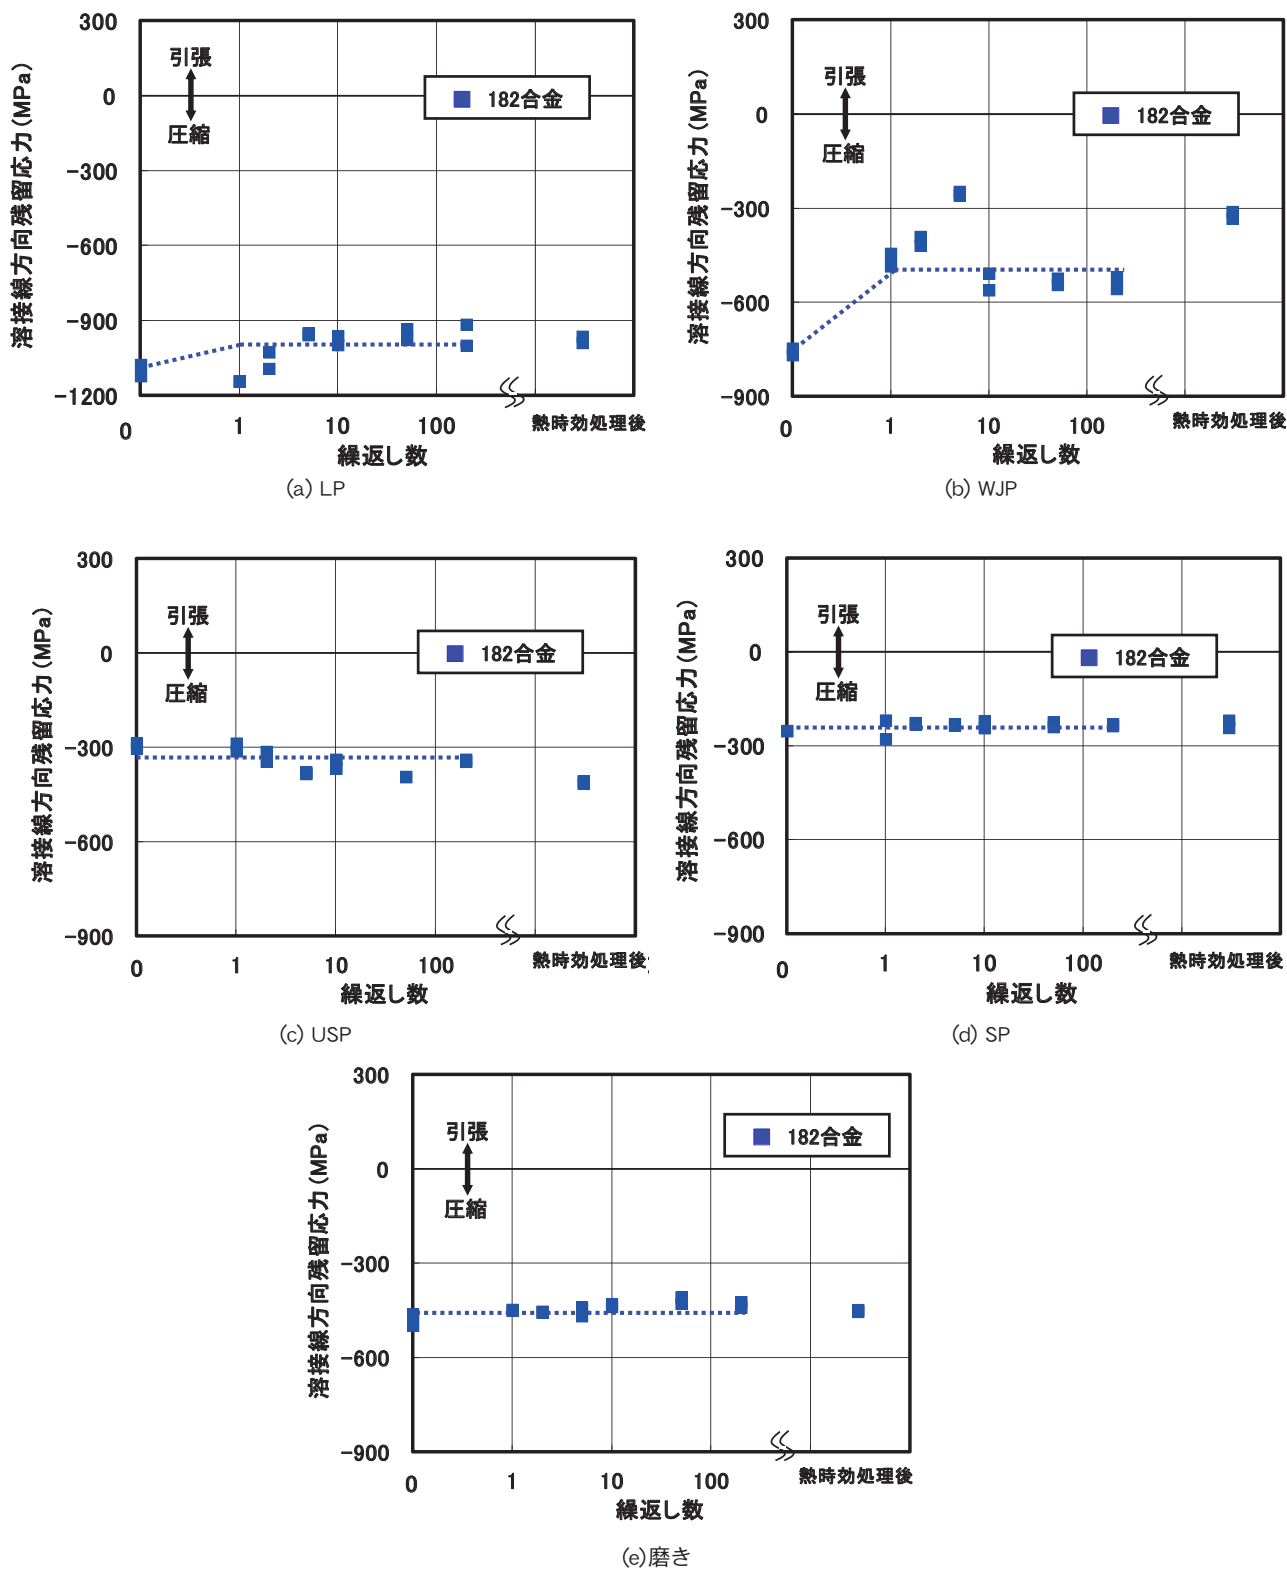 300
0
-300
-600
-900
-1200
溶接線方向残留応力(MPa)
引張
圧縮
182合金
0
1
10
100
熱時効処理後
繰返し数
(a) LP
300
0
-300
-600
-900
溶接線方向残留応力(MPa)
引張
圧縮
182合金
0
1
10
100
熱時効処理後
繰返し数
(b) WJP
300
0
-300
-600
-900
溶接線方向残留応力(MPa)
引張
圧縮
182合金
0
1
10
100
熱時効処理後
繰返し数
(c) USP
300
0
-300
-600
-900
溶接線方向残留応力(MPa)
引張
圧縮
182合金
0
1
10
100
熱時効処理後
繰返し数
(d) SP
300
0
-300
-600
-900
溶接線方向残留応力(MPa)
引張
圧縮
182合金
0
1
10
100
熱時効処理後
繰返し数
(e)磨き